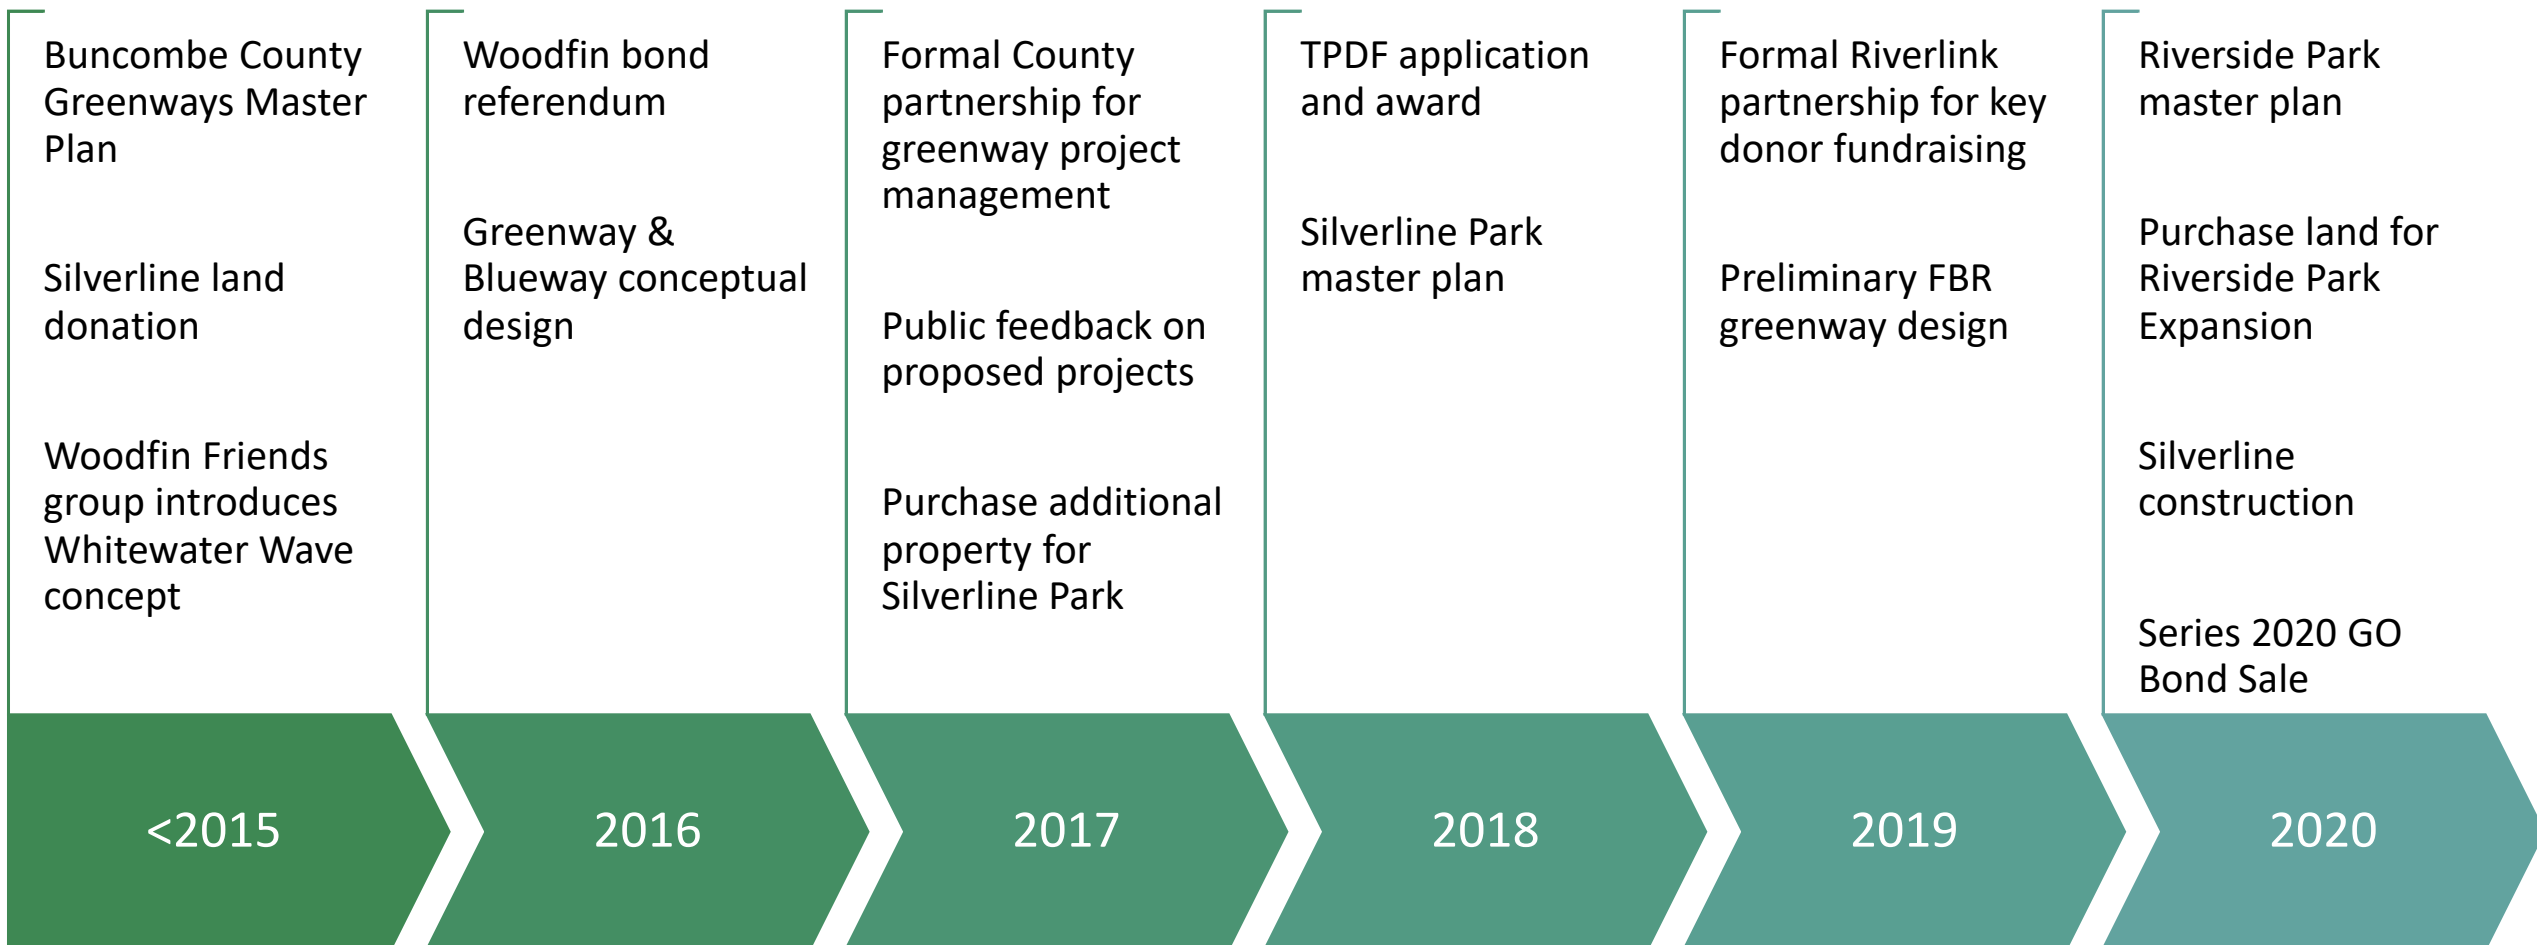 Buncombe County
Greenways Master
Plan
Silverline land
donation
Woodfin Friends
group introduces
Whitewater Wave
concept
<2015
Woodfin bond
referendum
Greenway &
Blueway conceptual
design
2016
Formal County
partnership for
greenway project
management
Public feedback on
proposed projects
Purchase additional
property for
Silverline Park
2017
TPDF application
and award
Silverline Park
master plan
2018
Formal Riverlink
partnership for key
donor fundraising
Preliminary FBR
greenway design
2019
Riverside Park
master plan
Purchase land for
Riverside Park
Expansion
Silverline
construction
Series 2020 GO
Bond Sale
2020